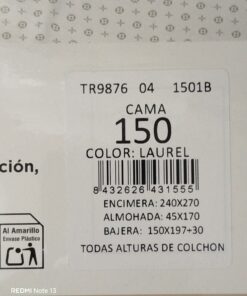 TR9876 04 1501B
CAMA
150
COLOR: LAUREL
8 432626 431555
ENCIMERA: 240X270
ALMOHADA: 45X170
BAJERA: 150X197+30
TODAS ALTURAS DE COLCHON
ción,
Al Amarillo
Envase Plástico
REDMI Note 13